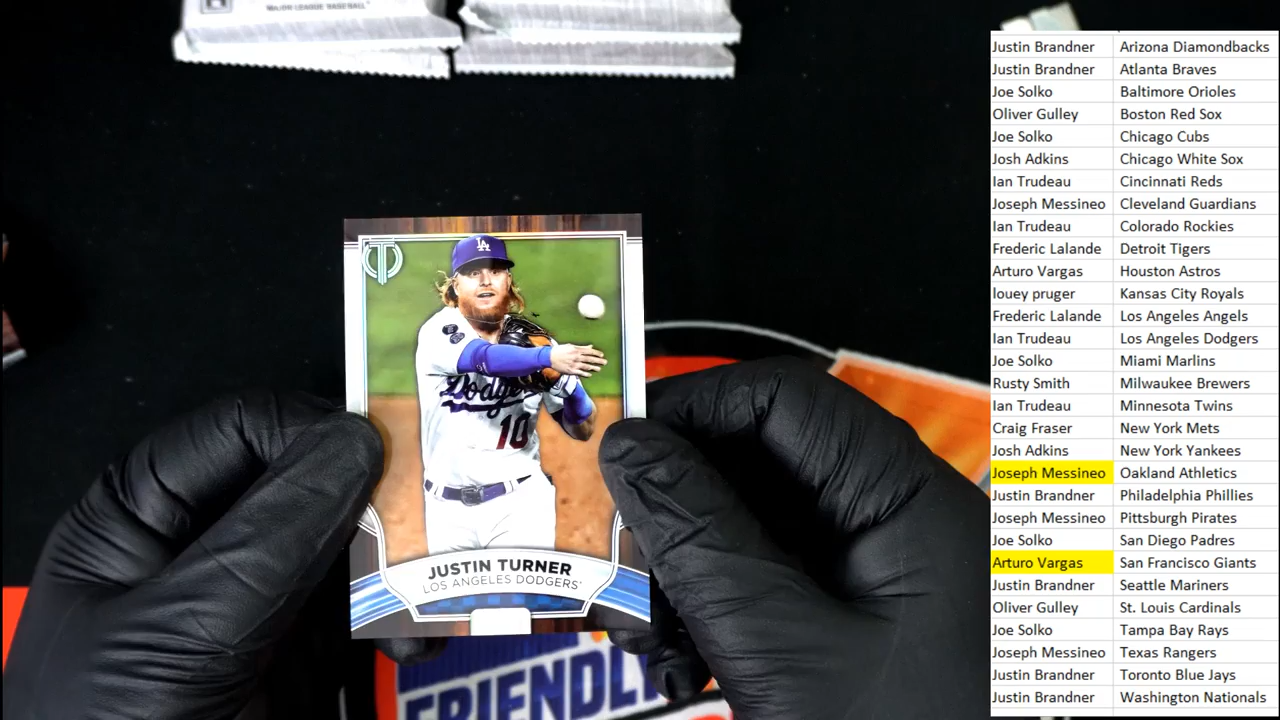 MAJOR LEAGUE BASEBALL
LA
Dodgers
10
JUSTIN TURNER
LOS ANGELES DODGERS
FRIENDLY
Justin Brandner Arizona Diamondbacks
Justin Brandner Atlanta Braves
Joe Solko Baltimore Orioles
Oliver Gulley Boston Red Sox
Joe Solko Chicago Cubs
Josh Adkins Chicago White Sox
Ian Trudeau Cincinnati Reds
Joseph Messineo Cleveland Guardians
Ian Trudeau Colorado Rockies
Frederic Lalande Detroit Tigers
Arturo Vargas Houston Astros
louey pruger Kansas City Royals
Frederic Lalande Los Angeles Angels
Ian Trudeau Los Angeles Dodgers
Joe Solko Miami Marlins
Rusty Smith Milwaukee Brewers
Ian Trudeau Minnesota Twins
Craig Fraser New York Mets
Josh Adkins New York Yankees
Joseph Messineo Oakland Athletics
Justin Brandner Philadelphia Phillies
Joseph Messineo Pittsburgh Pirates
Joe Solko San Diego Padres
Arturo Vargas San Francisco Giants
Justin Brandner Seattle Mariners
Oliver Gulley St. Louis Cardinals
Joe Solko Tampa Bay Rays
Joseph Messineo Texas Rangers
Justin Brandner Toronto Blue Jays
Justin Brandner Washington Nationals